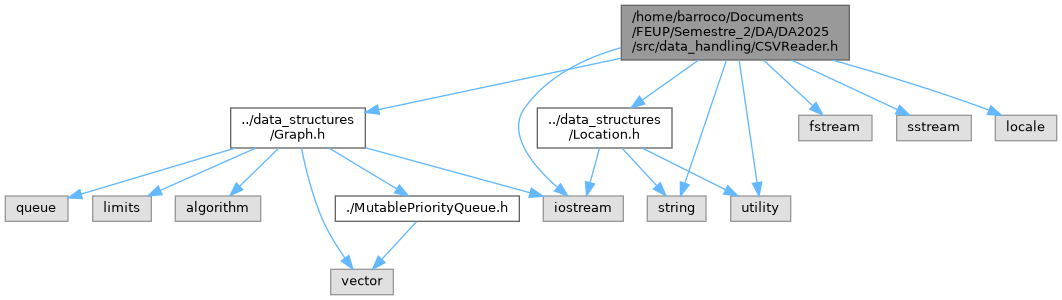 /home/barroco/Documents
/FEUP/Semestre_2/DA/DA2025
/src/data_handling/CSVReader.h
../data_structures
/Graph.h
../data_structures
/Location.h
fstream
sstream
locale
queue
limits
algorithm
./MutablePriorityQueue.h
iostream
string
utility
vector